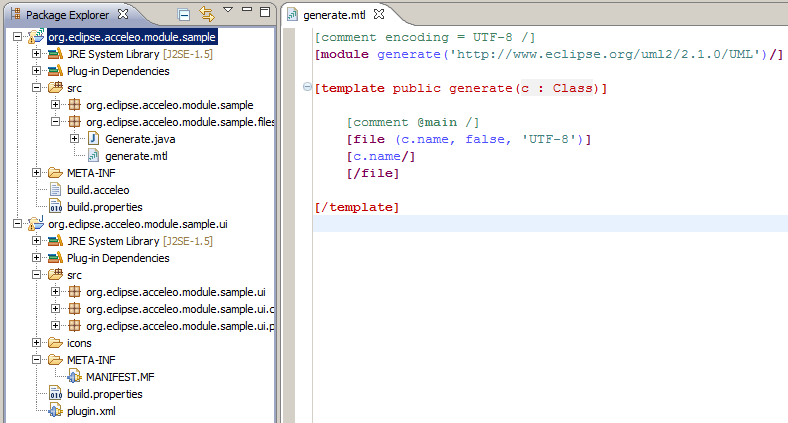 Package Explorer
org.eclipse.acceleo.module.sample
JRE System Library [J2SE-1.5]
Plug-in Dependencies
src
org.eclipse.acceleo.module.sample
org.eclipse.acceleo.module.sample.files
Generate.java
generate.mtl
META-INF
build.acceleo
build.properties
org.eclipse.acceleo.module.sample.ui
JRE System Library [J2SE-1.5]
Plug-in Dependencies
src
org.eclipse.acceleo.module.sample.ui
org.eclipse.acceleo.module.sample.ui.c
org.eclipse.acceleo.module.sample.ui.p
icons
META-INF
MANIFEST.MF
build.properties
plugin.xml
generate.mtl
[comment encoding = UTF-8 /]
[module generate('http://www.eclipse.org/uml2/2.1.0/UML')/]
[template public generate(c : Class)]
[comment @main /]
[file (c.name, false, 'UTF-8')]
[c.name/]
[/file]
[/template]